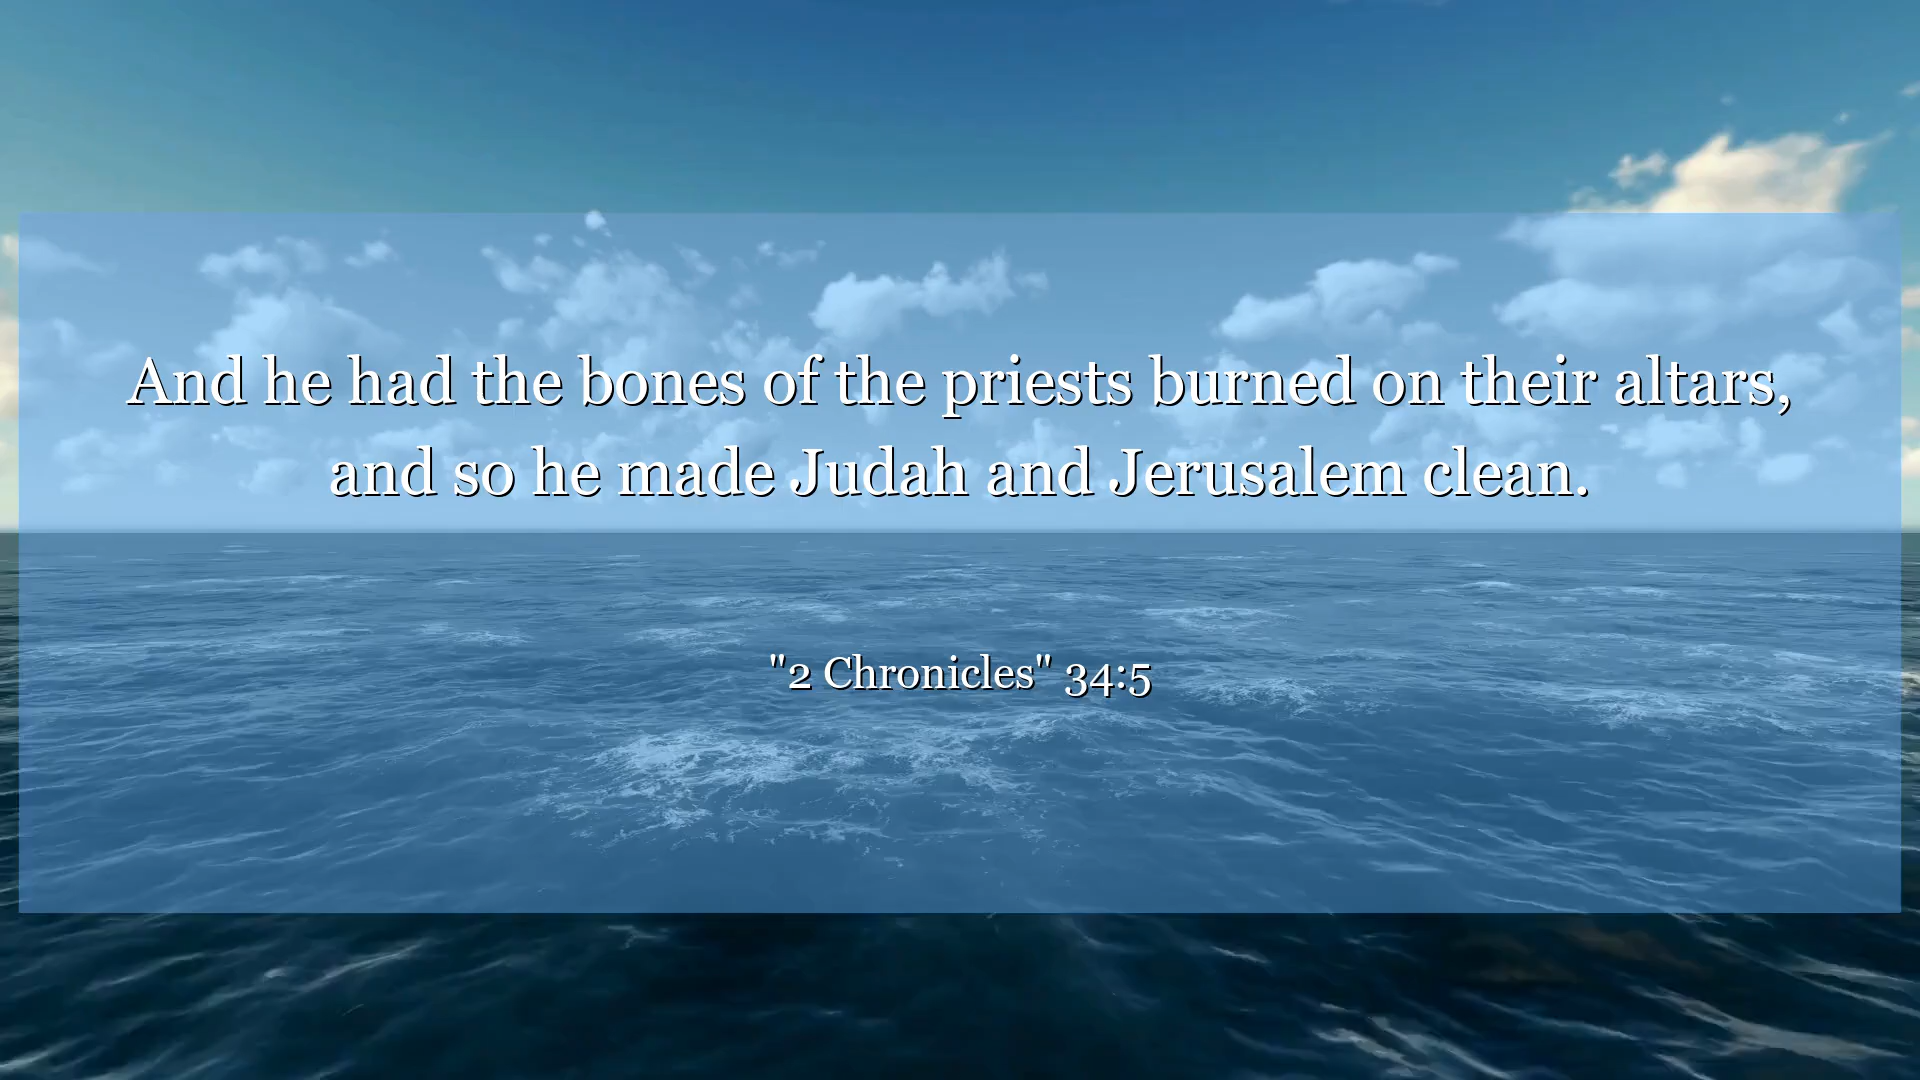 And he had the bones of the priests burned on their altars,
and so he made Judah and Jerusalem clean.
"2 Chronicles" 34:5